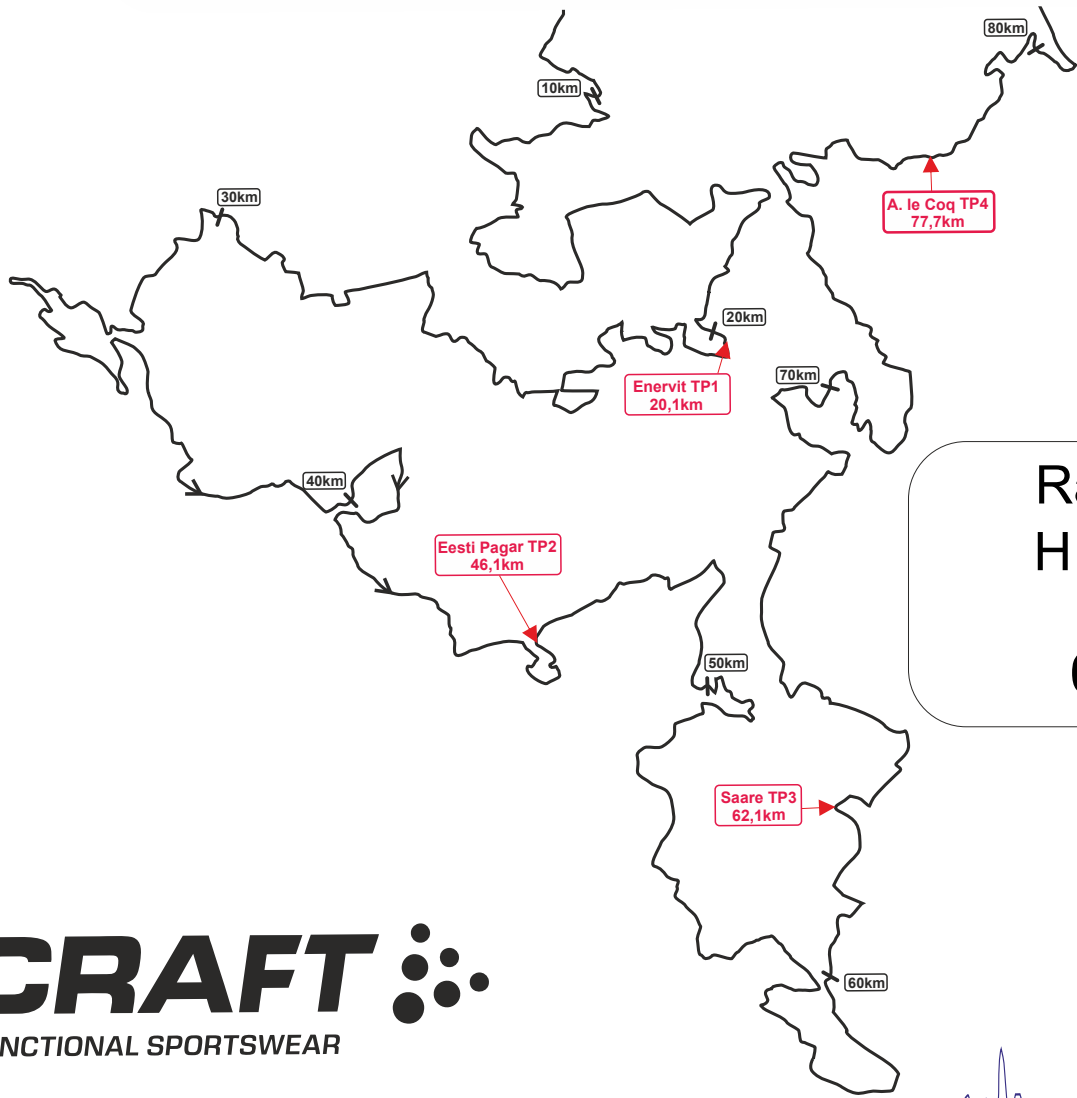 80km
10km
30km
A. le Coq TP4
77,7km
20km
70km
Enervit TP1
20,1km
40km
Eesti Pagar TP2
46,1km
50km
Saare TP3
62,1km
60km
CRAFT
SPORTSWEAR